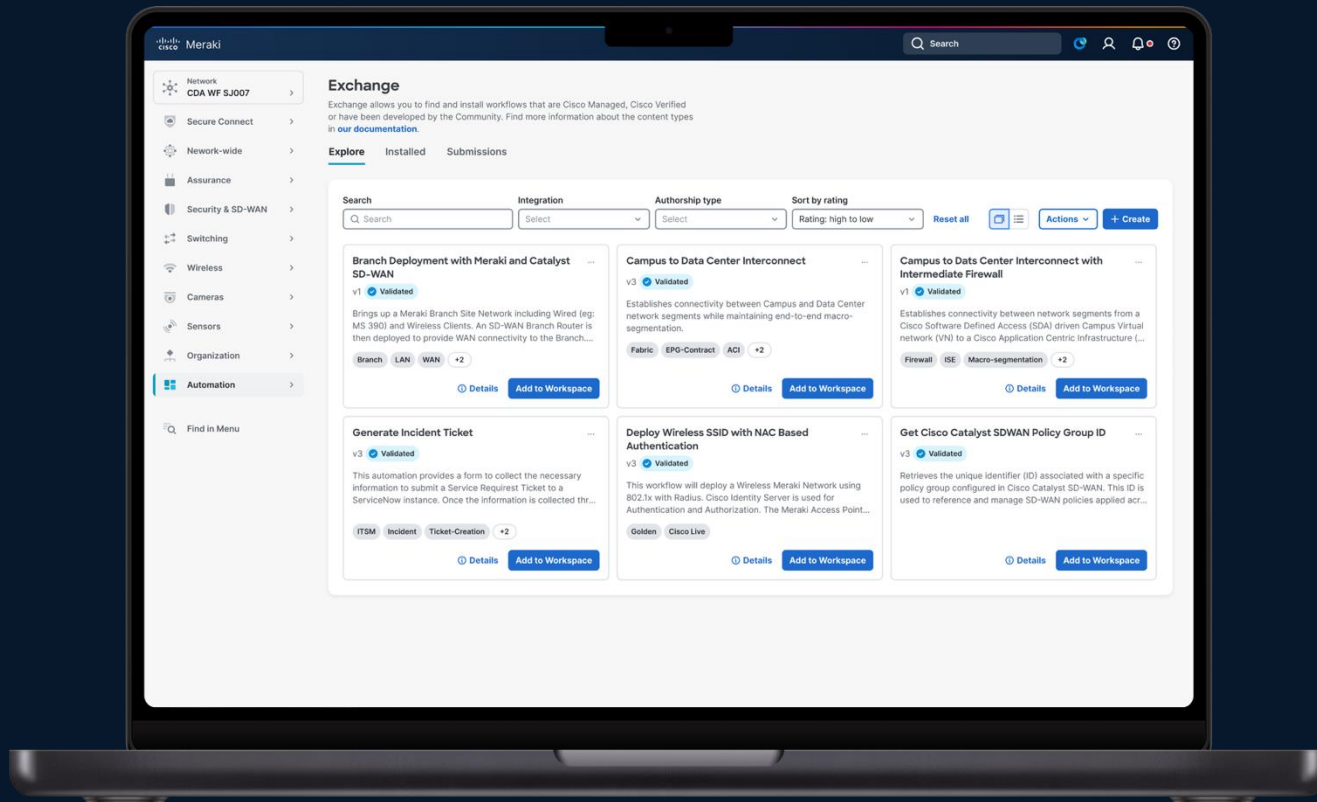 CISCO Meraki
Search
Network
CDA WF SJ007
Secure Connect
Nework-wide
Assurance
Security & SD-WAN
Switching
Wireless
Cameras
Sensors
Organization
Automation
Find in Menu
Exchange
Exchange allows you to find and install workflows that are Cisco Managed, Cisco Verified
or have been developed by the Community. Find more information about the content types
in our documentation.
Explore Installed Submissions
Search Integration Authorship type Sort by rating
Search Select Select Rating; high to low Reset all Actions + Create
Branch Deployment with Meraki and Catalyst
SD-WAN
v1 Validated
Brings up a Meraki Branch Site Network including Wired (eg:
MS 390) and Wireless Clients. An SD-WAN Branch Router is
then deployed to provide WAN connectivity to the Branch....
Branch LAN WAN +2
Details Add to Workspace
Campus to Data Center Interconnect
v3 Validated
Establishes connectivity between Campus and Data Center
network segments while maintaining end-to-end macro-
segmentation.
Fabric EPG-Contract ACI +2
Details Add to Workspace
Campus to Dats Center Interconnect with
Intermediate Firewall
v1 Validated
Establishes connectivity between network segments from a
Cisco Software Defined Access (SDA) driven Campus Virtual
network (VN) to a Cisco Application Centric Infrastructure (...
Firewall ISE Macro-segmentation +2
Details Add to Workspace
Generate Incident Ticket
v3 Validated
This automation provides a form to collect the necessary
information to submit a Service Requirest Ticket to a
ServiceNow instance. Once the information is collected thr...
ITSM Incident Ticket-Creation +2
Details Add to Workspace
Deploy Wireless SSID with NAC Based
Authentication
v3 Validated
This workflow will deploy a Wireless Meraki Network using
802.1x with Radius. Cisco Identity Server is used for
Authentication and Authorization. The Meraki Access Point...
Golden Cisco Live
Details Add to Workspace
Get Cisco Catalyst SDWAN Policy Group ID
v3 Validated
Retrieves the unique identifier (ID) associated with a specific
policy group configured in Cisco Catalyst SD-WAN. This ID is
used to reference and manage SD-WAN policies applied acr...
Details Add to Workspace